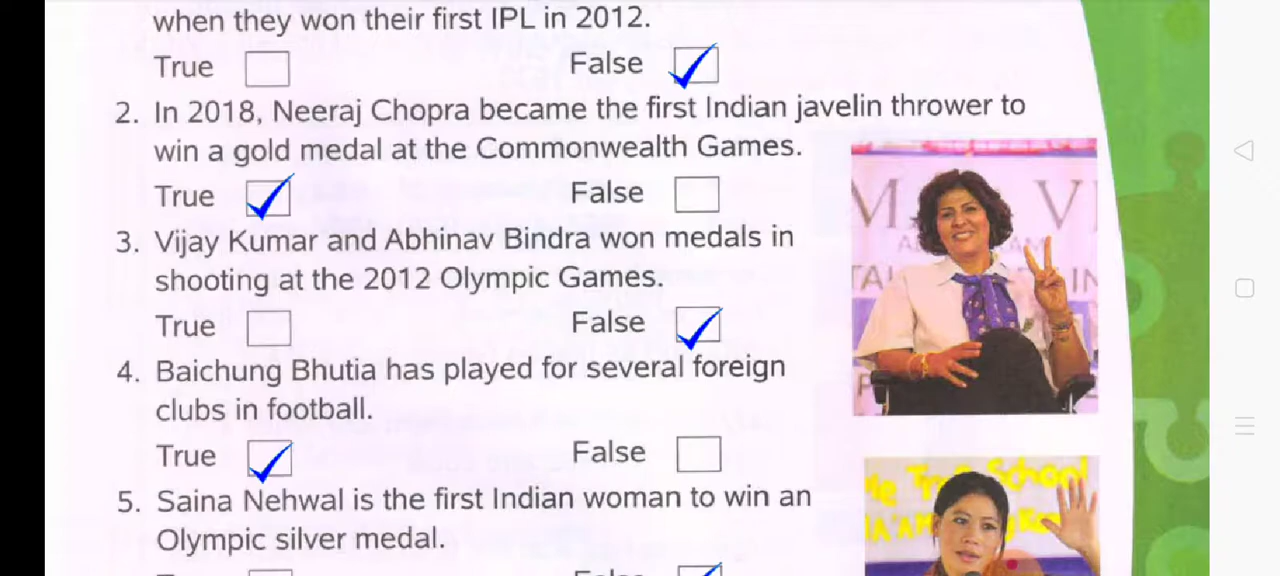 when they won their first IPL in 2012.
True False
2. In 2018, Neeraj Chopra became the first Indian javelin thrower to
win a gold medal at the Commonwealth Games.
True False
3. Vijay Kumar and Abhinav Bindra won medals in
shooting at the 2012 Olympic Games.
True False
4. Baichung Bhutia has played for several foreign
clubs in football.
True False
5. Saina Nehwal is the first Indian woman to win an
Olympic silver medal.
True False